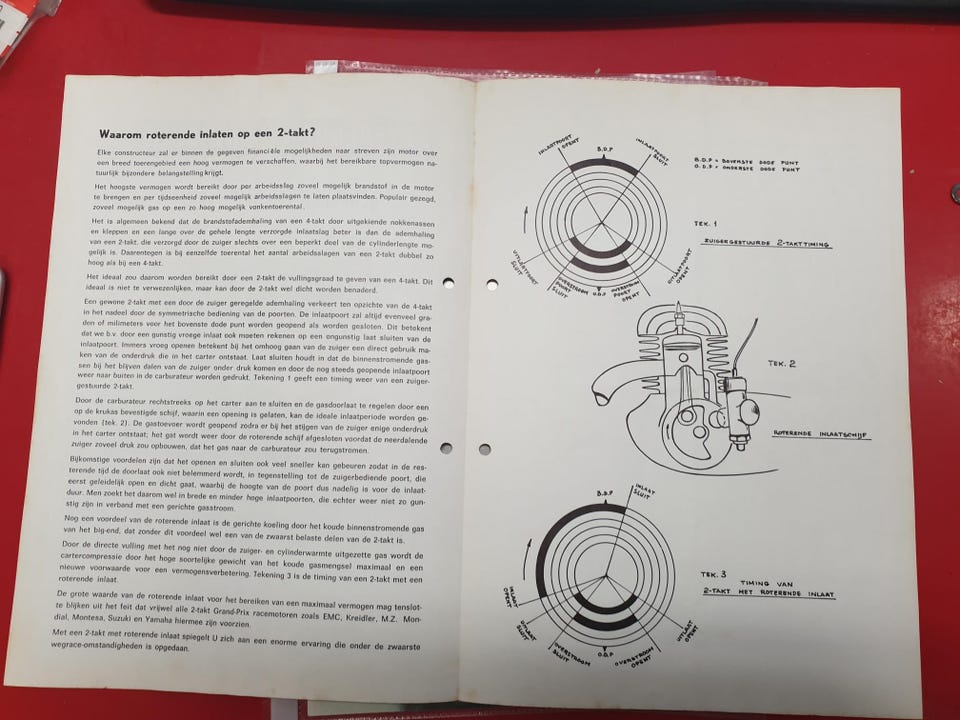 Waarom roterende inlaten op een 2-takt?
Elke constructeur zal er binnen de gegeven financiële mogelijkheden naar streven zijn motor over
een breed toerengebied een hoog vermogen te verschaffen, waarbij het bereikbare topvermogen na-
tuurlijk bijzondere belangstelling krijgt.
Het hoogste vermogen wordt bereikt door per arbeidsslag zoveel mogelijk brandstof in de motor
te brengen en per tijdseenheid zoveel mogelijk arbeidsslagen te laten plaatsvinden. Populair gezegd,
zoveel mogelijk gas op een zo hoog mogelijk vonkentoerental.
Het is algemeen bekend dat de brandstofademhaling van een 4-takt door uitgekiende nokkenassen
en kleppen en een lange over de gehele lengte verzorgde inlaatslag beter is dan de ademhaling
van een 2-takt, die verzorgd door de zuiger slechts over een beperkt deel van de cylinderlengte mo-
gelijk is. Daarentegen is bij eenzelfde toerental het aantal arbeidsslagen van een 2-takt dubbel zo
hoog als bij een 4-takt.
Het ideaal zou daarom worden bereikt door een 2-takt de vullingsgraad te geven van een 4-takt. Dit
ideaal is niet te verwezenlijken, maar kan door de 2-takt wel dicht worden benaderd.
Een gewone 2-takt met een door de zuiger geregelde ademhaling verkeert ten opzichte van de 4-takt
in het nadeel door de symmetrische bediening van de poorten. De inlaatpoort zal altijd evenveel gra-
den of milimeters voor het bovenste dode punt worden geopend als worden gesloten. Dit betekent
dat we b.v. door een gunstig vroege inlaat ook moeten rekenen op een ongunstig laat sluiten van de
inlaatpoort. Immers vroeg openen betekent bij het omhoog gaan van de zuiger een direct gebruik ma-
ken van de onderdruk die in het carter ontstaat. Laat sluiten houdt in dat de binnenstromende gas-
sen bij het blijven dalen van de zuiger onder druk komen en door de nog steeds geopende inlaatpoort
weer naar buiten in de carburator worden gedrukt. Tekening 1 geeft een timing weer van een zuiger-
gestuurde 2-takt.
Door de carburator rechtstreeks op het carter aan te sluiten en de gasdoorlaat te regelen door een
op de krukas bevestigde schijf, waarin een opening is gelaten, kan de ideale inlaatperiode worden ge-
vonden (tek. 2). De gastoevoer wordt geopend zodra er bij het stijgen van de zuiger enige onderdruk
in het carter ontstaat; het gat wordt weer door de roterende schijf afgesloten voordat de neerdalende
zuiger zoveel druk zou opbouwen, dat het gas naar de carburator zou terugstromen.
Bijkomstige voordelen zijn dat het openen en sluiten ook veel sneller kan gebeuren zodat in de res-
terende tijd de doorlaat ook niet belemmerd wordt, in tegenstelling tot de zuigerbediende poort, die
eerst geleidelijk open en dicht gaat, waarbij de hoogte van de poort dus nadelig is voor de inlaat-
duur. Men zoekt het daarom wel in brede en minder hoge inlaatpoorten, die echter weer niet zo gun-
stig zijn in verband met een gerichte gasstroom.
Nog een voordeel van de roterende inlaat is de gerichte koeling door het koude binnenstromende gas
van het big-end, dat zonder dit voordeel wel een van de zwaarst belaste delen van de 2-takt is.
Door de directe vulling met het nog niet door de zuiger- en cylinderwarmte uitgezette gas wordt de
cartercompressie door het hoge soortelijke gewicht van het koude gasmengsel maximaal en een
nieuwe voorwaarde voor een vermogensverbetering. Tekening 3 is de timing van een 2-takt met een
roterende inlaat.
De grote waarde van de roterende inlaat voor het bereiken van een maximaal vermogen mag tenslot-
te blijken uit het feit dat vrijwel alle 2-takt Grand-Prix racemotoren zoals EMC, Kreidler, M.Z. Mon-
dial, Montesa, Suzuki en Yamaha hiermee zijn voorzien.
Met een 2-takt met roterende inlaat spiegelt U zich aan een enorme ervaring die onder de zwaarste
wegrace-omstandigheden is opgedaan.
INLAATPOORT
OPENT
B.D.P
INLAATPOORT
SLUIT
UITLAATPOORT
SLUIT
OVERSTROOM
POORT
SLUIT
O.D.P
OVERSTROOM
POORT
OPENT
UITLAATPOORT
OPENT
B.D.P = BOVENSTE DODE PUNT
O.D.P = ONDERSTE DODE PUNT
TEK. 1
ZUIGERGESTUURDE 2-TAKTTIMING
TEK. 2
ROTERENDE INLAATSCHIJF
B.D.P
INLAAT
SLUIT
INLAAT
OPENT
UITLAAT
SLUIT
OVERSTROOM
SLUIT
O.D.P
OVERSTROOM
OPENT
UITLAAT
OPENT
TEK. 3 TIMING VAN
2-TAKT MET ROTERENDE INLAAT